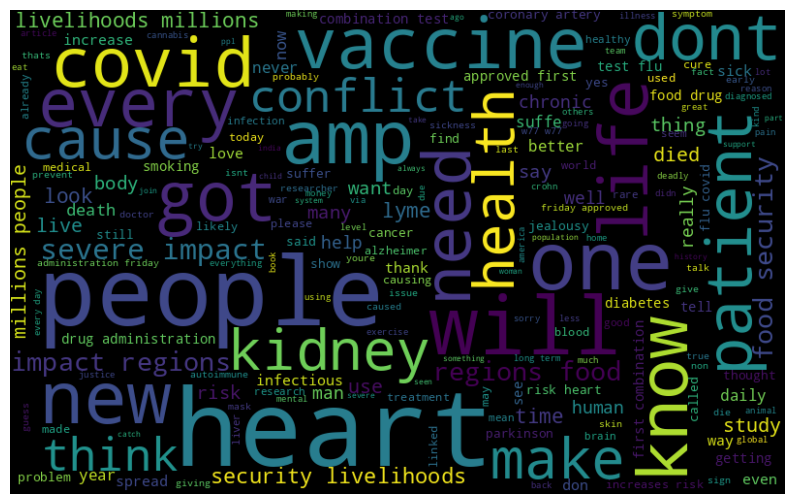 livelihoods millions
combination test
making
ago
coronary artery
illness
symptom
article
cannabis
ppl
increase
thats
now
never
healthy
team
dont
covid
vaccine
eat
probably
approved first
test flu
fact
cure
sick
early
lot
already
every
conflict
yes
used
reason
diagnosed
infection
sickness
take
enough
others
food drug
great
cause
amp
chronic
suffe
thing
seem
kind
part
today
try
india
w77 w77
going
pain
smoking
find
last
better
died
support
medical
love
isnt
child
always
say
world
deadly
prevent
join
suffer
researcher
money
due
crohn
didn
body
want
day
system
look
got
war
via
need
health
life
well
rare
really
flu covid
patient
death
doctor
many
please
level
lyme
friday approved
live
likely
cancer
jealousy
food security
millions people
still
said
help
alzheimer
population
home
severe impact
america
history
administration friday
everything
youre
show
thank
woman
talk
book
causing
one
people
using
issue
will
diabetes
give
every day
caused
exercise
sorry
less
tell
drug administration
kidney
blood
good
know
true
autoimmune
something
much
non
impact regions
justice
infectious
seem
long term
regions food
thought
risk
use
man
see
risk heart
called
first combination
new
research
mental
severe
treatment
may
time
human
daily
guess
mask
liver
heart
mean
skin
die
animal
made
catch
linked
parkinson
make
study
think
brain
way
global
problem
year
spread
giving
security livelihoods
back
don
increases risk
getting
sign
even